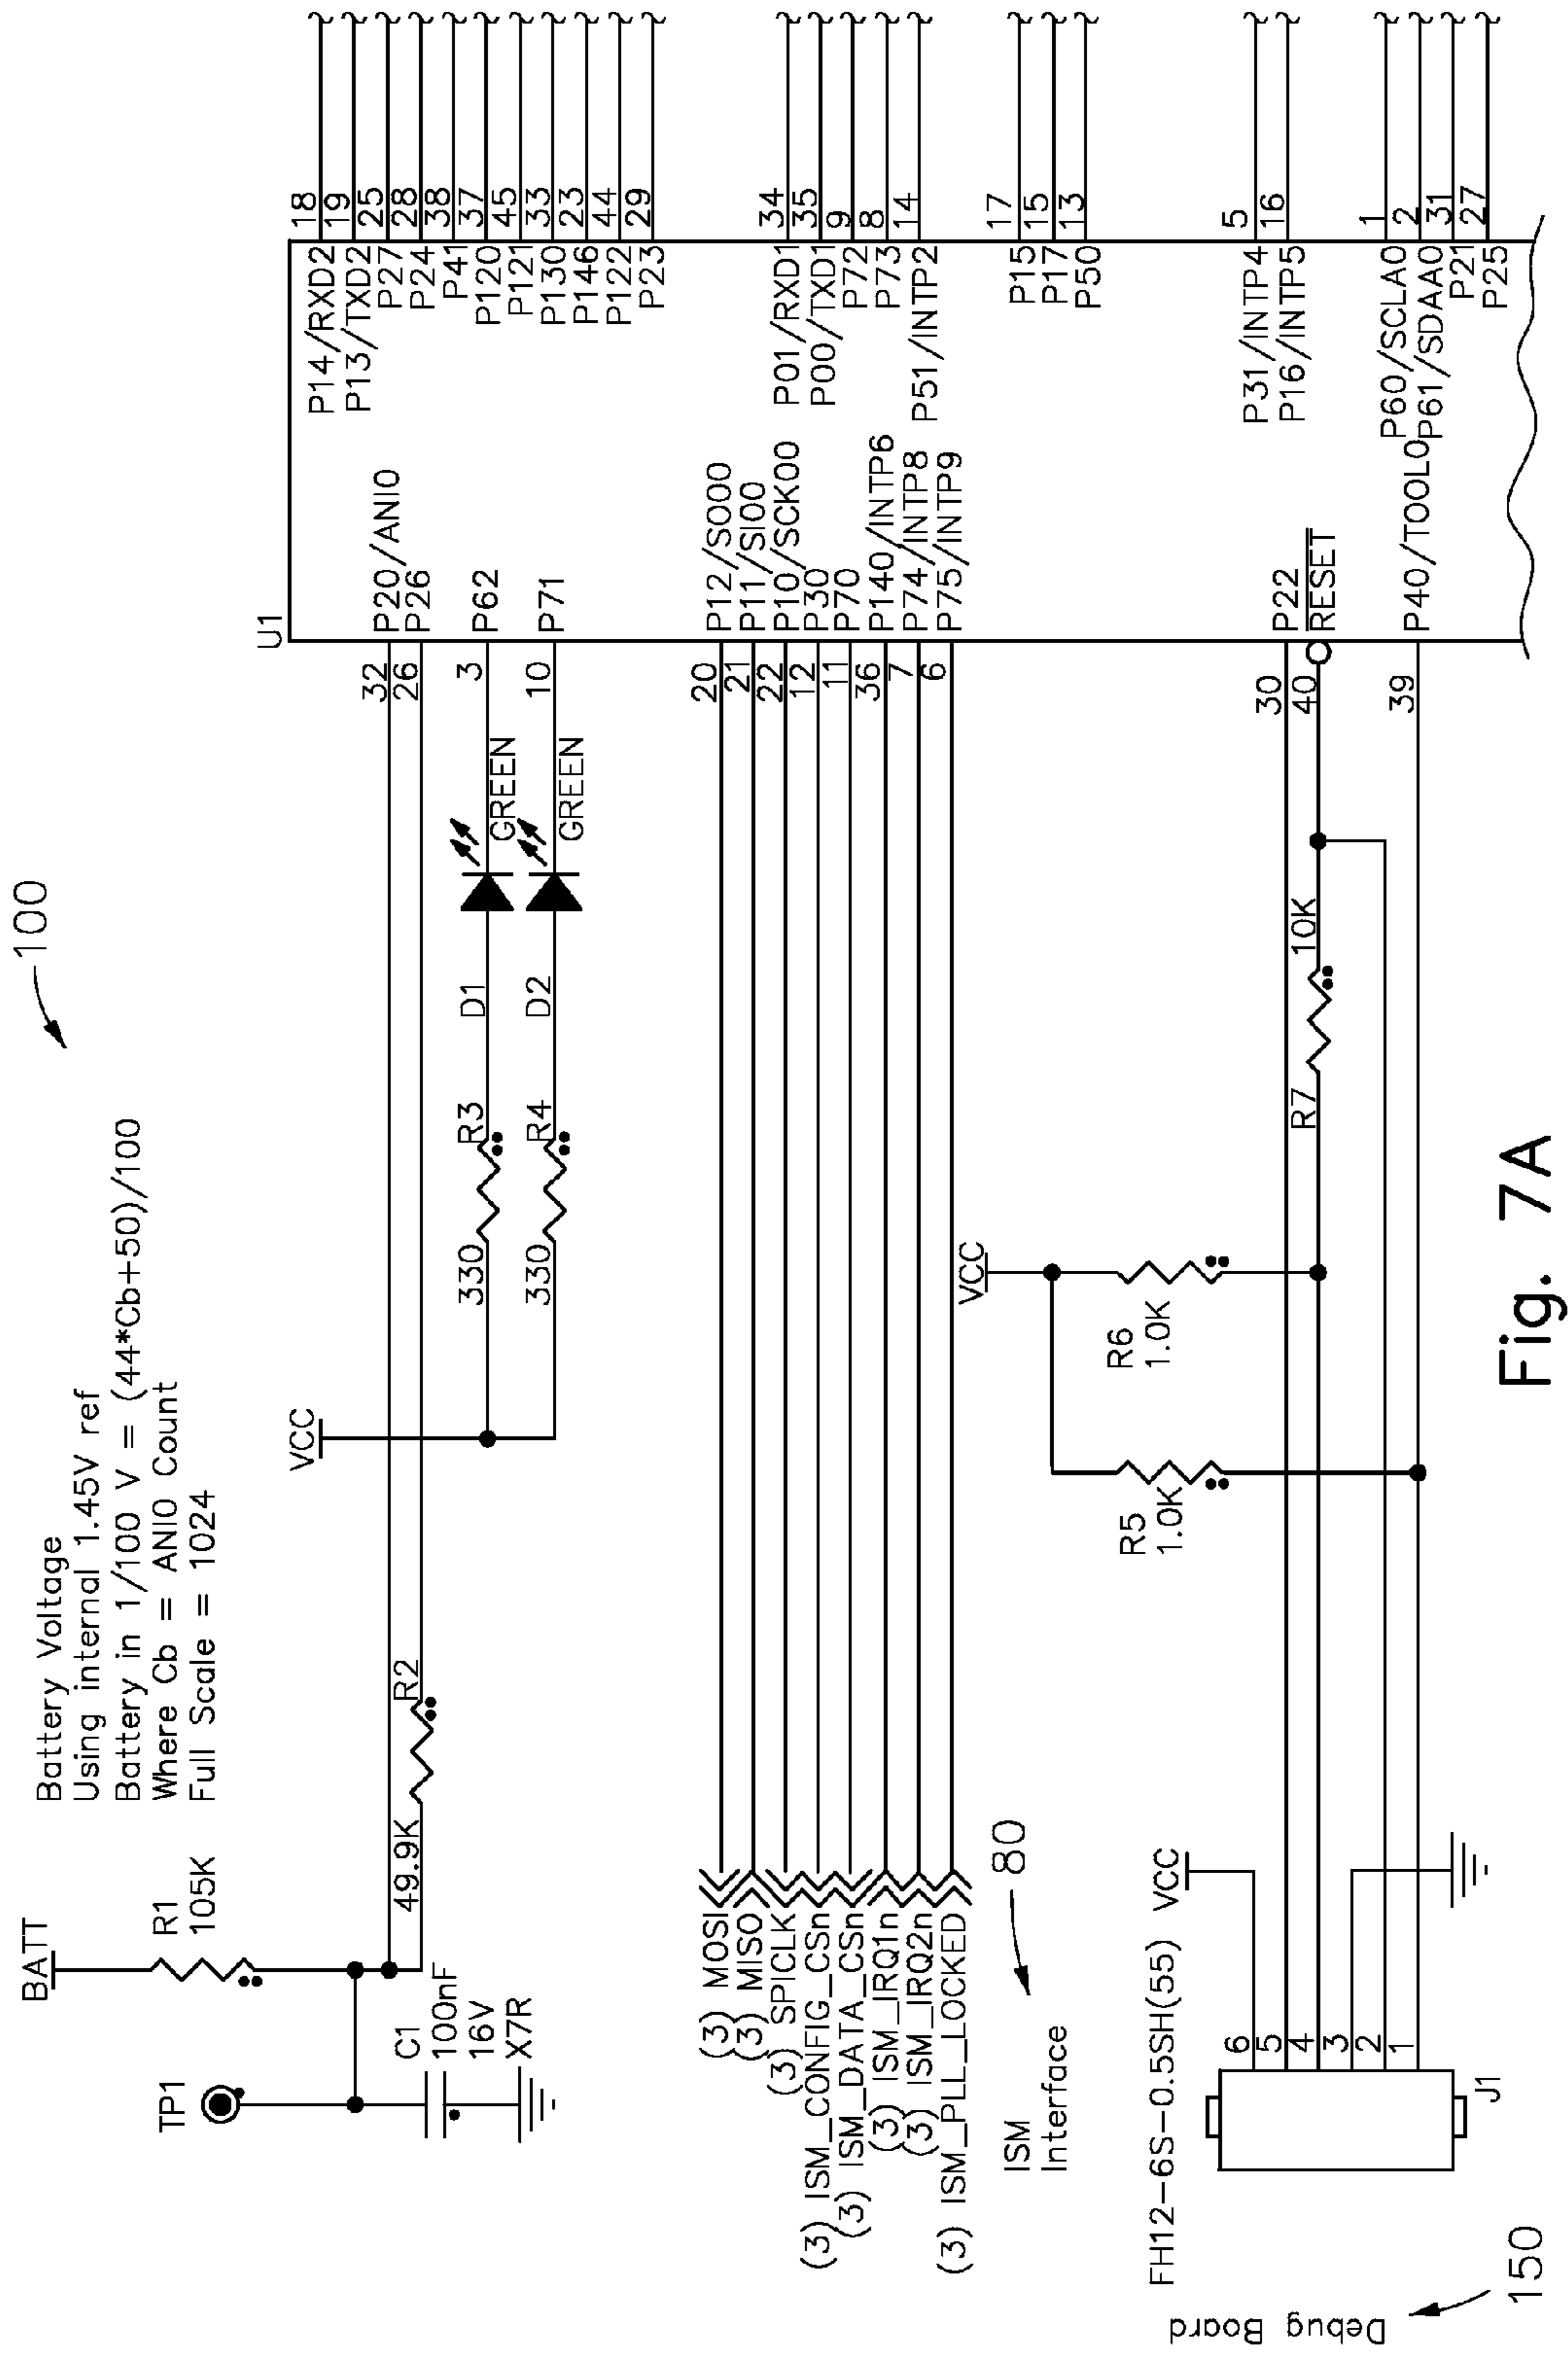 100
Battery Voltage
Using internal 1.45V ref
Battery in 1/100 V = (44*Cb+50)/100
Where Cb = ANI0 Count
Full Scale = 1024
BATT
R1
105K
TP1
C1
100nF
16V
X7R
49.9K
R2
VCC
330
R3
D1
GREEN
330
R4
D2
GREEN
U1
32
P20/ANI0
26
P26
3
P62
10
P71
(3) MOSI
20
P12/SO00
(3) MISO
21
P11/SI00
(3) SPICLK
22
P10/SCK00
(3) ISM_CONFIG_CSn
12
P30
(3) ISM_DATA_CSn
11
P70
(3) ISM_IRQ1n
36
P140/INTP6
(3) ISM_IRQ2n
7
P74/INTP8
(3) ISM_PLL_LOCKED
6
P75/INTP9
ISM
Interface
80
VCC
R6
1.0K
R5
1.0K
R7
10K
30
P22
40
RESET
39
P40/TOOL0
FH12-6S-0.5SH(55)
VCC
6
5
4
3
2
1
J1
Debug Board
150
P14/RXD2
18
P13/TXD2
19
P27
25
P24
28
P41
38
P120
37
P121
45
P130
33
P146
23
P122
44
P23
29
P01/RXD1
34
P00/TXD1
35
P72
9
P73
8
P51/INTP2
14
P15
17
P17
15
P50
13
P31/INTP4
5
P16/INTP5
16
P60/SCLA0
1
P61/SDAA0
2
P21
31
P25
27
Fig. 7A